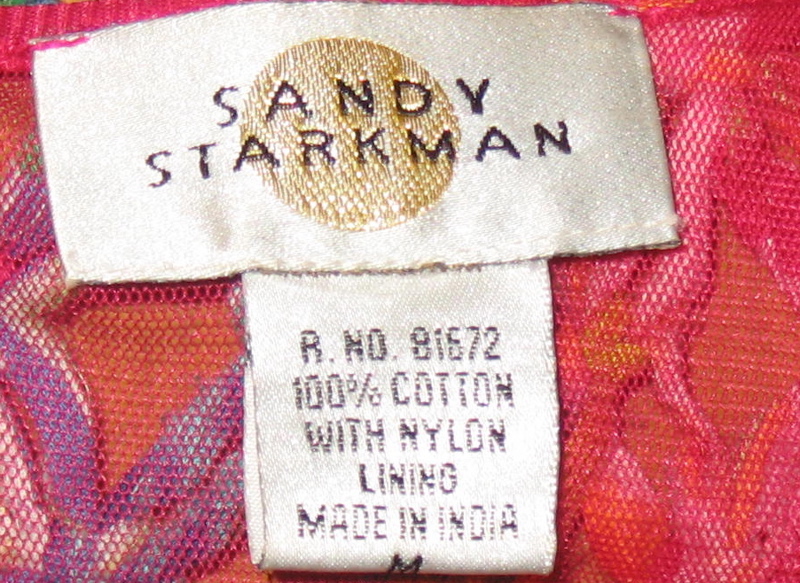 SANDY
STARKMAN
R. NO. 81672
100% COTTON
WITH NYLON
LINING
MADE IN INDIA
M